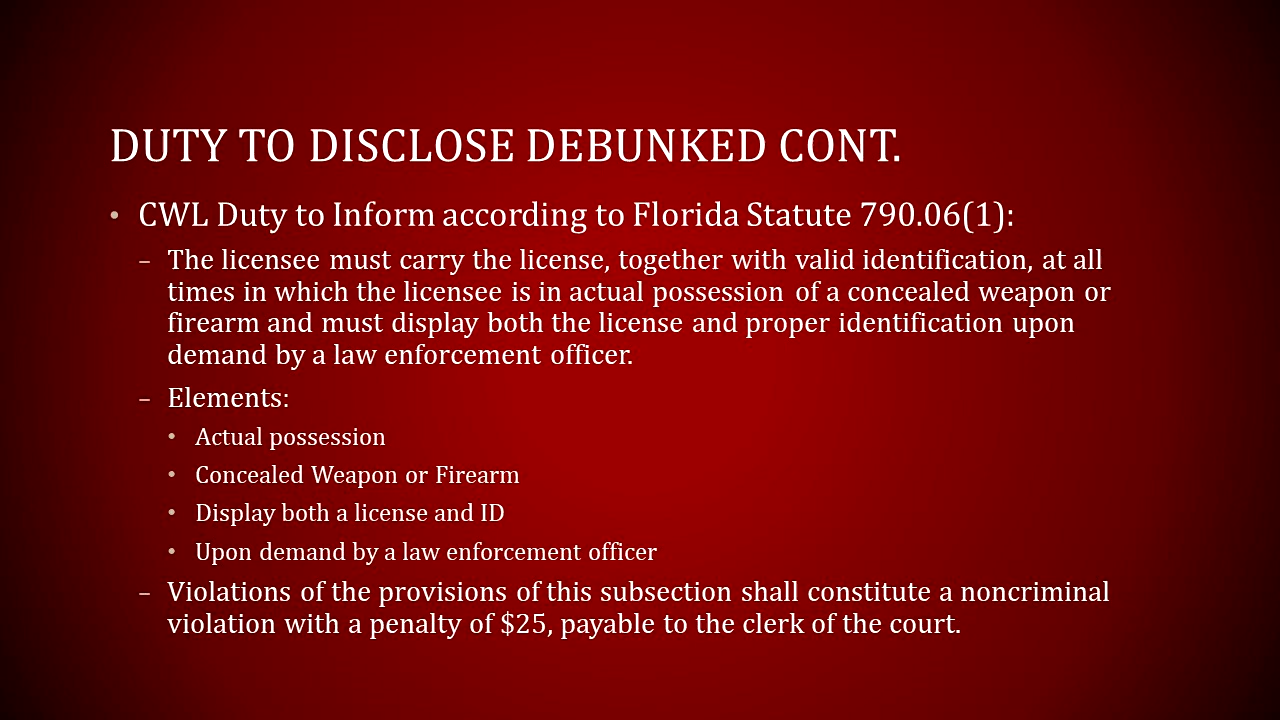 DUTY TO DISCLOSE DEBUNKED CONT.
• CWL Duty to Inform according to Florida Statute 790.06(1):
– The licensee must carry the license, together with valid identification, at all
times in which the licensee is in actual possession of a concealed weapon or
firearm and must display both the license and proper identification upon
demand by a law enforcement officer.
– Elements:
• Actual possession
• Concealed Weapon or Firearm
• Display both a license and ID
• Upon demand by a law enforcement officer
– Violations of the provisions of this subsection shall constitute a noncriminal
violation with a penalty of $25, payable to the clerk of the court.